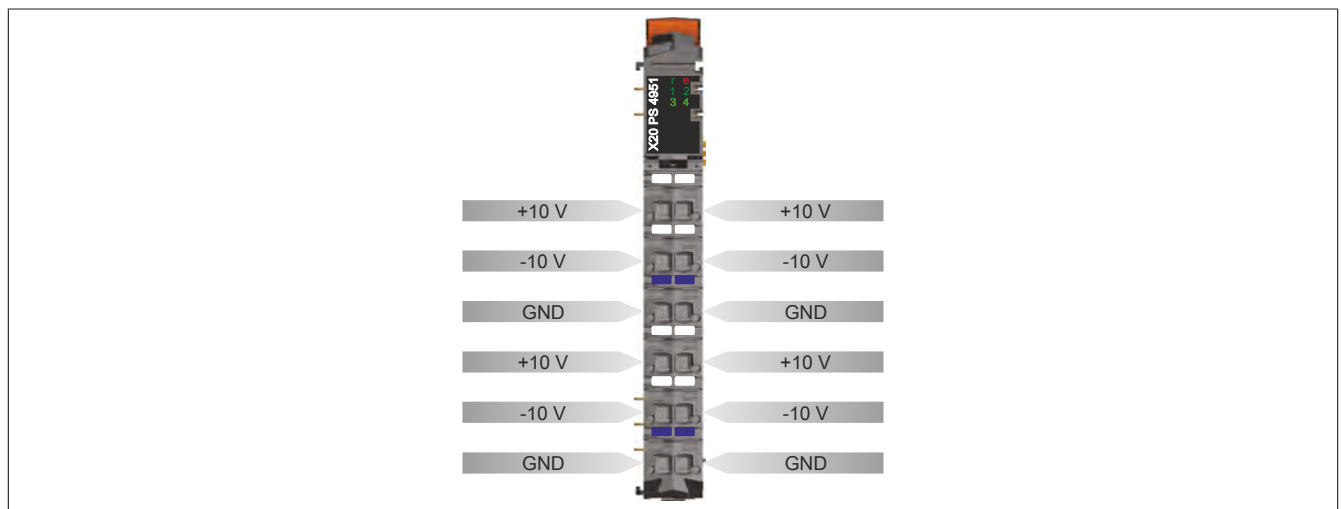 X20 PS 4951
r e
1 2
3 4
+10 V +10 V
-10 V -10 V
GND GND
+10 V +10 V
-10 V -10 V
GND GND